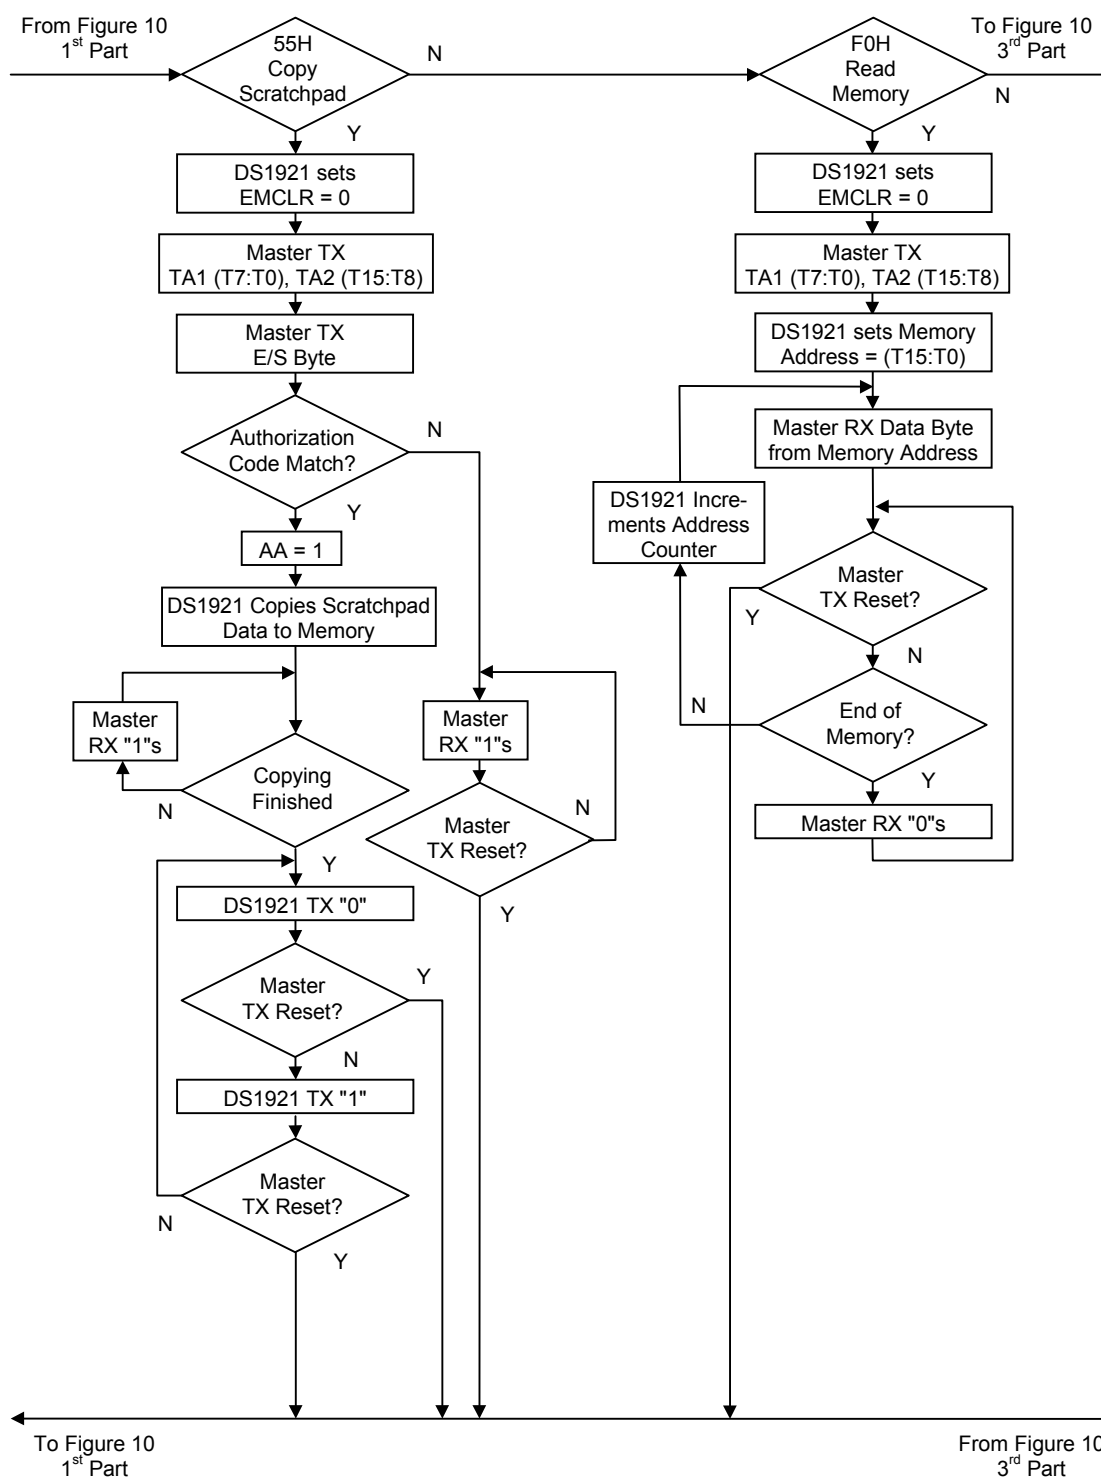 From Figure 10
1st Part
55H
Copy
Scratchpad
N
F0H
Read
Memory
To Figure 10
3rd Part
N
Y
Y
DS1921 sets
EMCLR = 0
DS1921 sets
EMCLR = 0
Master TX
TA1 (T7:T0), TA2 (T15:T8)
Master TX
TA1 (T7:T0), TA2 (T15:T8)
Master TX
E/S Byte
DS1921 sets Memory
Address = (T15:T0)
Authorization
Code Match?
N
Y
Master RX Data Byte
from Memory Address
DS1921 Incre-
ments Address
Counter
AA = 1
DS1921 Copies Scratchpad
Data to Memory
Master
TX Reset?
Y
N
Master
RX "1"s
Copying
Finished
N
Y
Master
RX "1"s
Master
TX Reset?
N
Y
N
End of
Memory?
Y
Master RX "0"s
DS1921 TX "0"
Master
TX Reset?
Y
N
DS1921 TX "1"
Master
TX Reset?
N
Y
To Figure 10
1st Part
From Figure 10
3rd Part